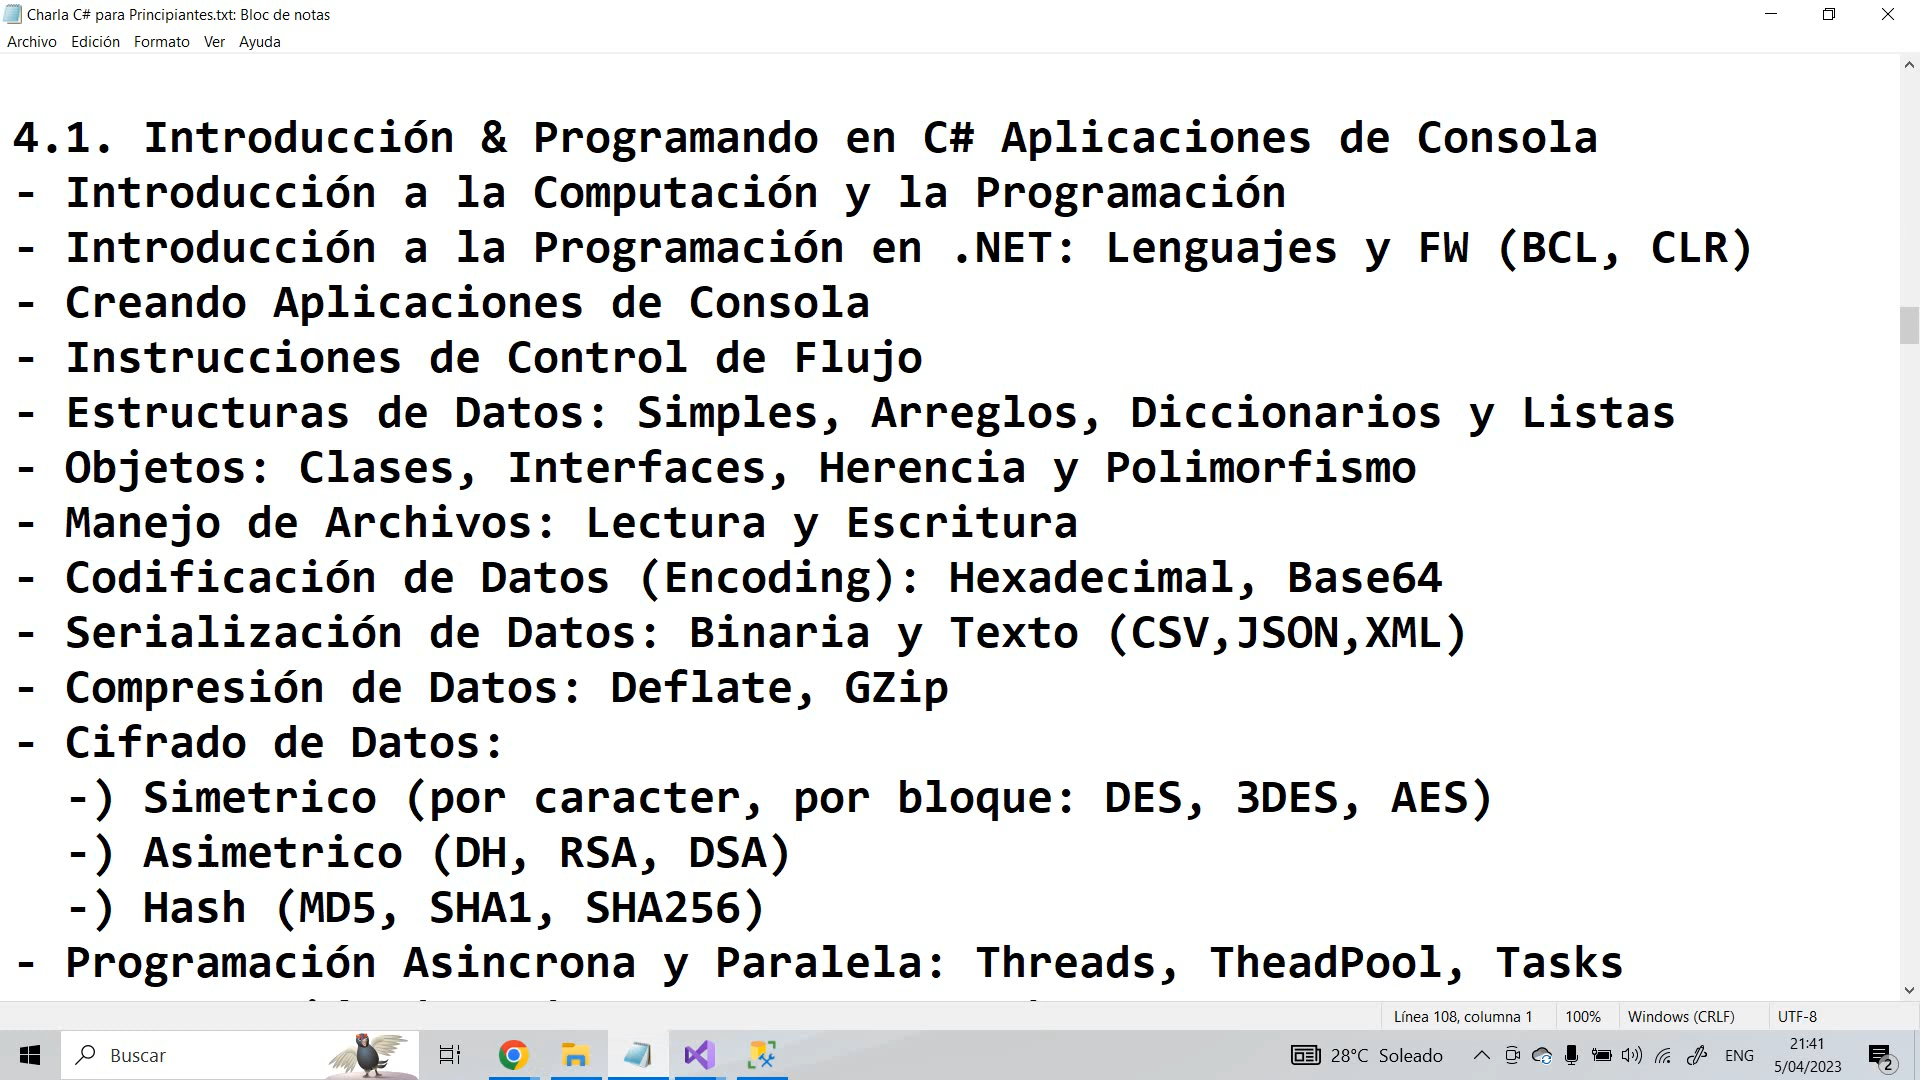 Charla C# para Principiantes.txt: Bloc de notas
Archivo Edición Formato Ver Ayuda
4.1. Introducción & Programando en C# Aplicaciones de Consola
- Introducción a la Computación y la Programación
- Introducción a la Programación en .NET: Lenguajes y FW (BCL, CLR)
- Creando Aplicaciones de Consola
- Instrucciones de Control de Flujo
- Estructuras de Datos: Simples, Arreglos, Diccionarios y Listas
- Objetos: Clases, Interfaces, Herencia y Polimorfismo
- Manejo de Archivos: Lectura y Escritura
- Codificación de Datos (Encoding): Hexadecimal, Base64
- Serialización de Datos: Binaria y Texto (CSV,JSON,XML)
- Compresión de Datos: Deflate, GZip
- Cifrado de Datos:
-) Simetrico (por caracter, por bloque: DES, 3DES, AES)
-) Asimetrico (DH, RSA, DSA)
-) Hash (MD5, SHA1, SHA256)
- Programación Asincrona y Paralela: Threads, TheadPool, Tasks
Línea 108, columna 1 100% Windows (CRLF) UTF-8
Buscar 28°C Soleado ENG 21:41
5/04/2023 2